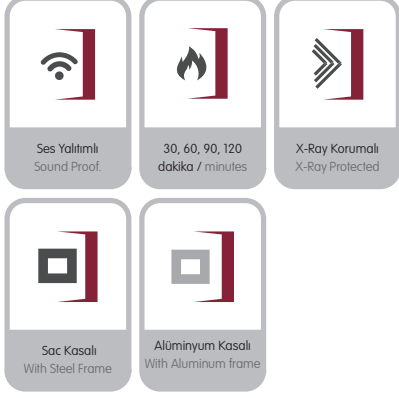 Ses Yalıtımlı
Sound Proof.
30, 60, 90, 120
dakika / minutes
X-Ray Korumalı
X-Ray Protected
Sac Kasalı
With Steel Frame
Alüminyum Kasalı
With Aluminum frame